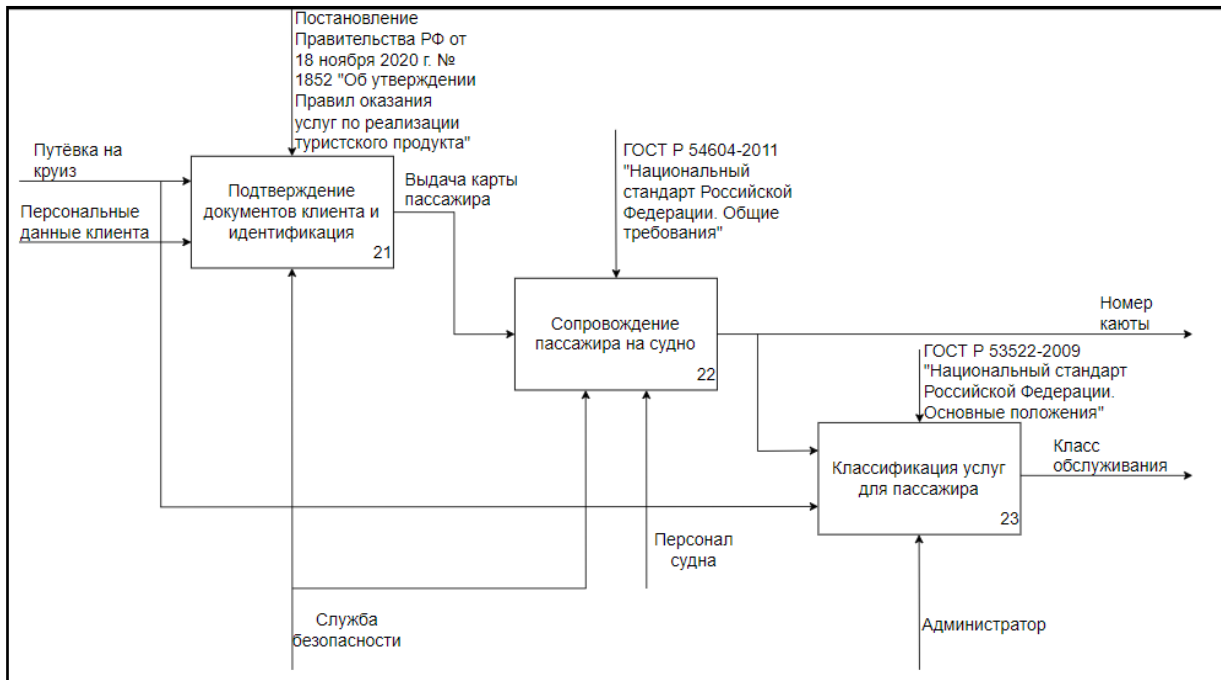 Постановление
Правительства РФ от
18 ноября 2020 г. №
1852 "Об утверждении
Правил оказания
услуг по реализации
туристского продукта"
Путёвка на
круиз
Персональные
данные клиента
Подтверждение
документов клиента и
идентификация
21
Выдача карты
пассажира
ГОСТ Р 54604-2011
"Национальный
стандарт Российской
Федерации. Общие
требования"
Сопровождение
пассажира на судно
22
Номер
каюты
ГОСТ Р 53522-2009
"Национальный стандарт
Российской Федерации.
Основные положения"
Классификация услуг
для пассажира
23
Класс
обслуживания
Персонал
судна
Служба
безопасности
Администратор